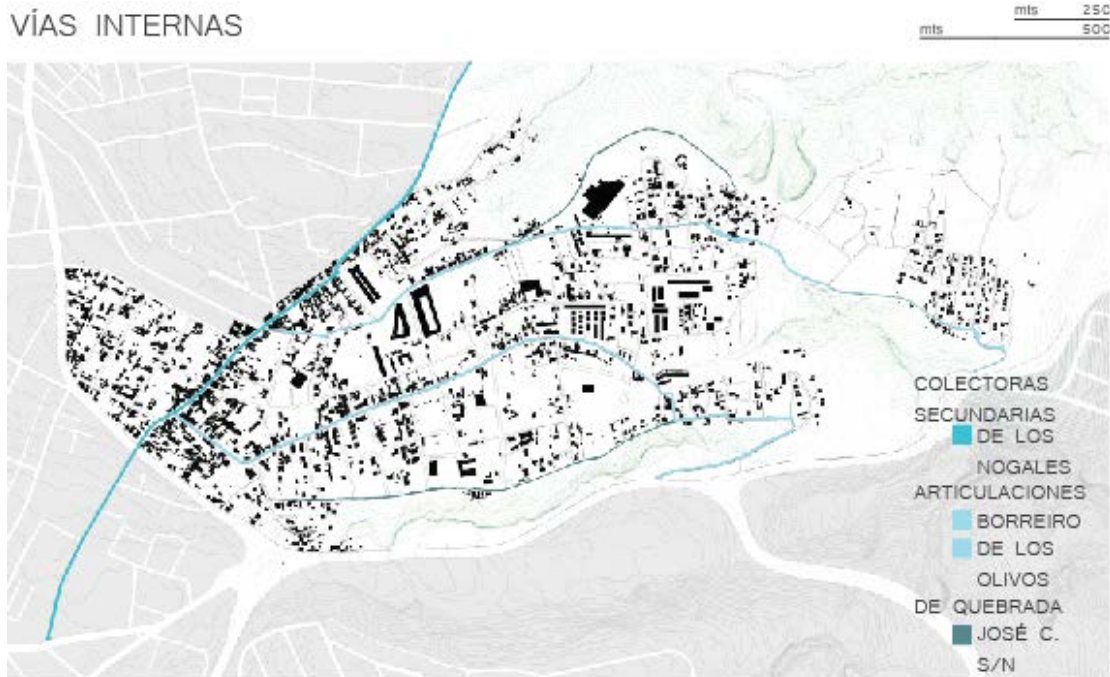 VÍAS INTERNAS
mts 250
mts 500
COLECTORAS
SECUNDARIAS
DE LOS
NOGALES
ARTICULACIONES
BORREIRO
DE LOS
OLIVOS
DE QUEBRADA
JOSÉ C.
S/N